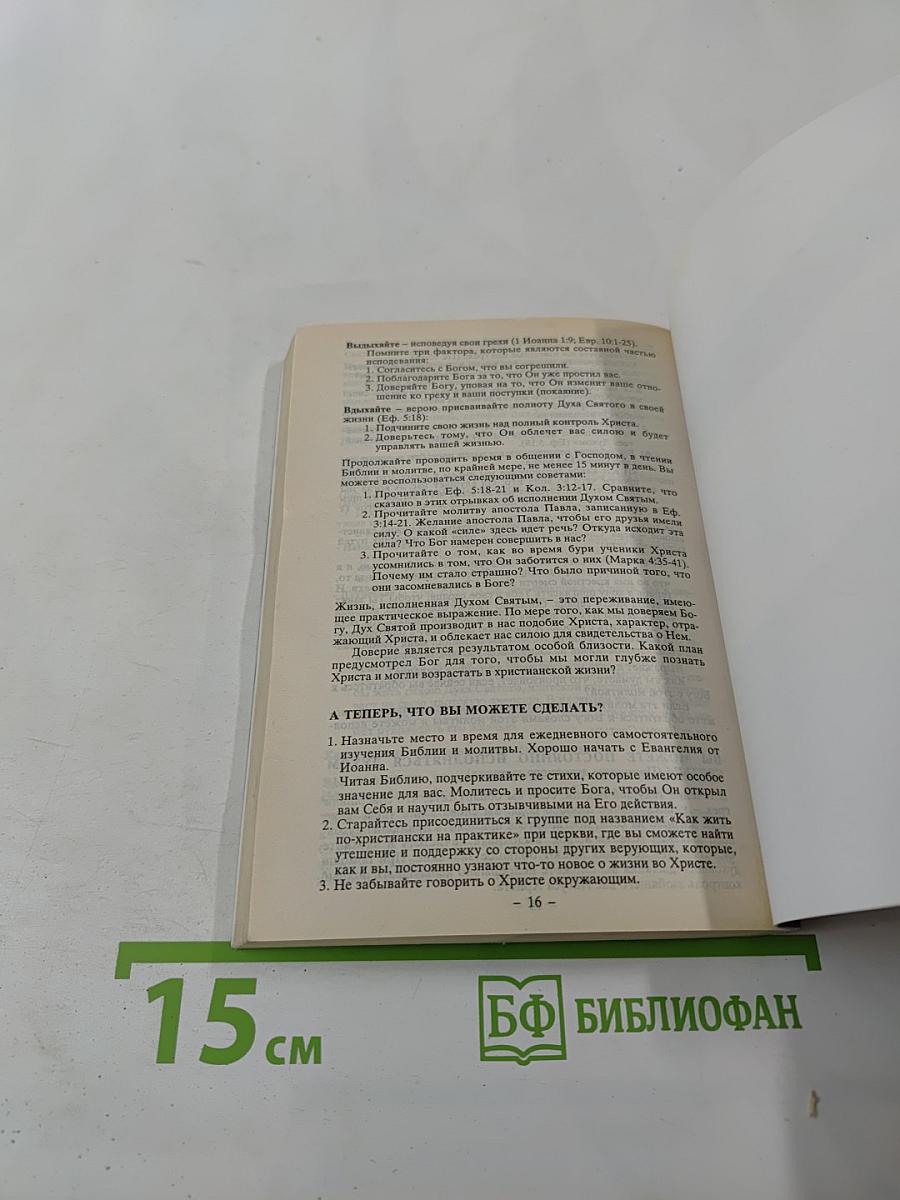 Выдыхайте – исповедуя свои грехи (1 Иоанна 1:9; Евр. 10:1-25).
Помните три фактора, которые являются составной частью
исповедования:
1. Согласитесь с Богом, что вы согрешили.
2. Поблагодарите Бога за то, что Он уже простил вас.
3. Доверяйте Богу, уповая на то, что Он изменит ваше отно-
шение ко греху и ваши поступки (покаяние).
Вдыхайте – верою присваивайте полноту Духа Святого в своей
жизни (Еф. 5:18):
1. Подчините свою жизнь над полный контроль Христа.
2. Доверьтесь тому, что Он облечет вас силою и будет
управлять вашей жизнью.
Продолжайте проводить время в общении с Господом, в чтении
Библии и молитве, по крайней мере, не менее 15 минут в день. Вы
можете воспользоваться следующими советами:
1. Прочитайте Еф. 5:18-21 и Кол. 3:12-17. Сравните, что
сказано в этих отрывках об исполнении Духом Святым.
2. Прочитайте молитву апостола Павла, записанную в Еф.
3:14-21. Желание апостола Павла, чтобы его друзья имели
силу. О какой «силе» здесь идет речь? Откуда исходит эта
сила? Что Бог намерен совершить в нас?
3. Прочитайте о том, как во время бури ученики Христа
усомнились в том, что Он заботится о них (Марка 4:35-41).
Почему им стало страшно? Что было причиной того, что
они засомневались в Боге?
Жизнь, исполненная Духом Святым, – это переживание, имею-
щее практическое выражение. По мере того, как мы доверяем Бо-
гу, Дух Святой производит в нас подобие Христа, характер, отра-
жающий Христа, и облекает нас силою для свидетельства о Нем.
Доверие является результатом особой близости. Какой план
предусмотрел Бог для того, чтобы мы могли глубже познать
Христа и могли возрастать в христианской жизни?
А ТЕПЕРЬ, ЧТО ВЫ МОЖЕТЕ СДЕЛАТЬ?
1. Назначьте место и время для ежедневного самостоятельного
изучения Библии и молитвы. Хорошо начать с Евангелия от
Иоанна.
Читая Библию, подчеркивайте те стихи, которые имеют особое
значение для вас. Молитесь и просите Бога, чтобы Он открыл
вам Себя и научил быть отзывчивыми на Его действия.
2. Старайтесь присоединиться к группе под названием «Как жить
по-христиански на практике» при церкви, где вы сможете найти
утешение и поддержку со стороны других верующих, которые,
как и вы, постоянно узнают что-то новое о жизни во Христе.
3. Не забывайте говорить о Христе окружающим.
– 16 –
15 см
БФ БИБЛИОФАН